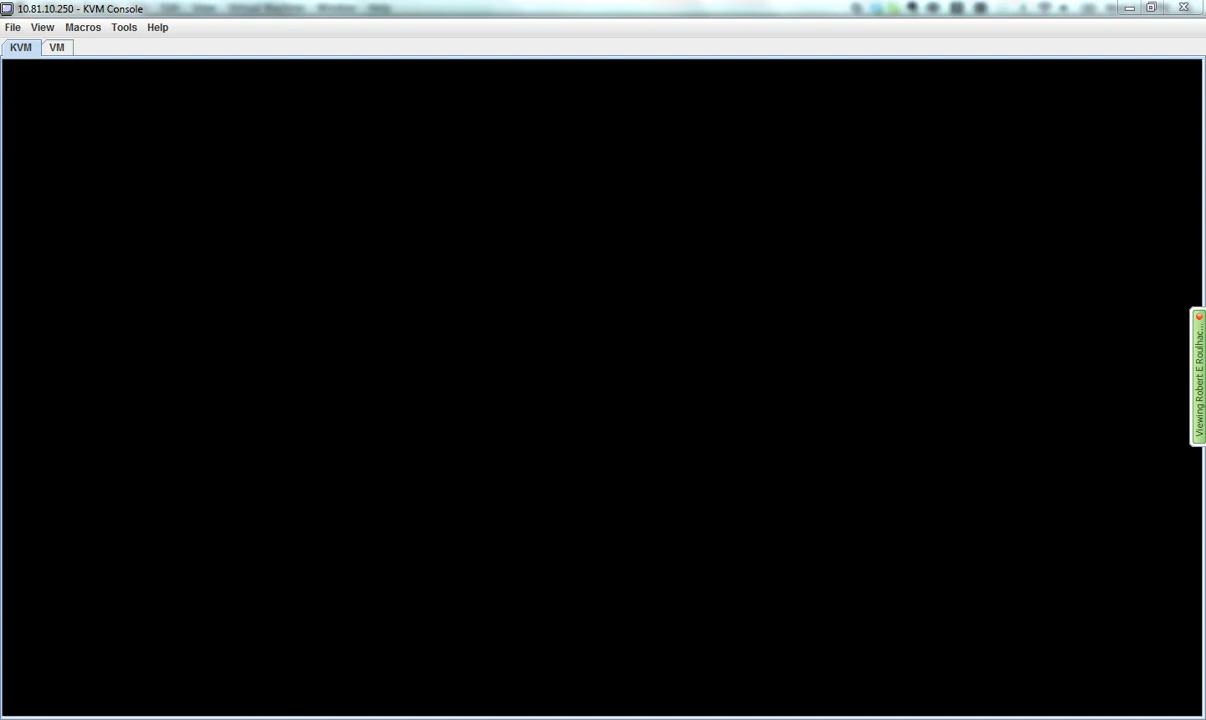 10.81.10.250 - KVM Console
File View Macros Tools Help
KVM VM
Viewing Robert E Roulhac...